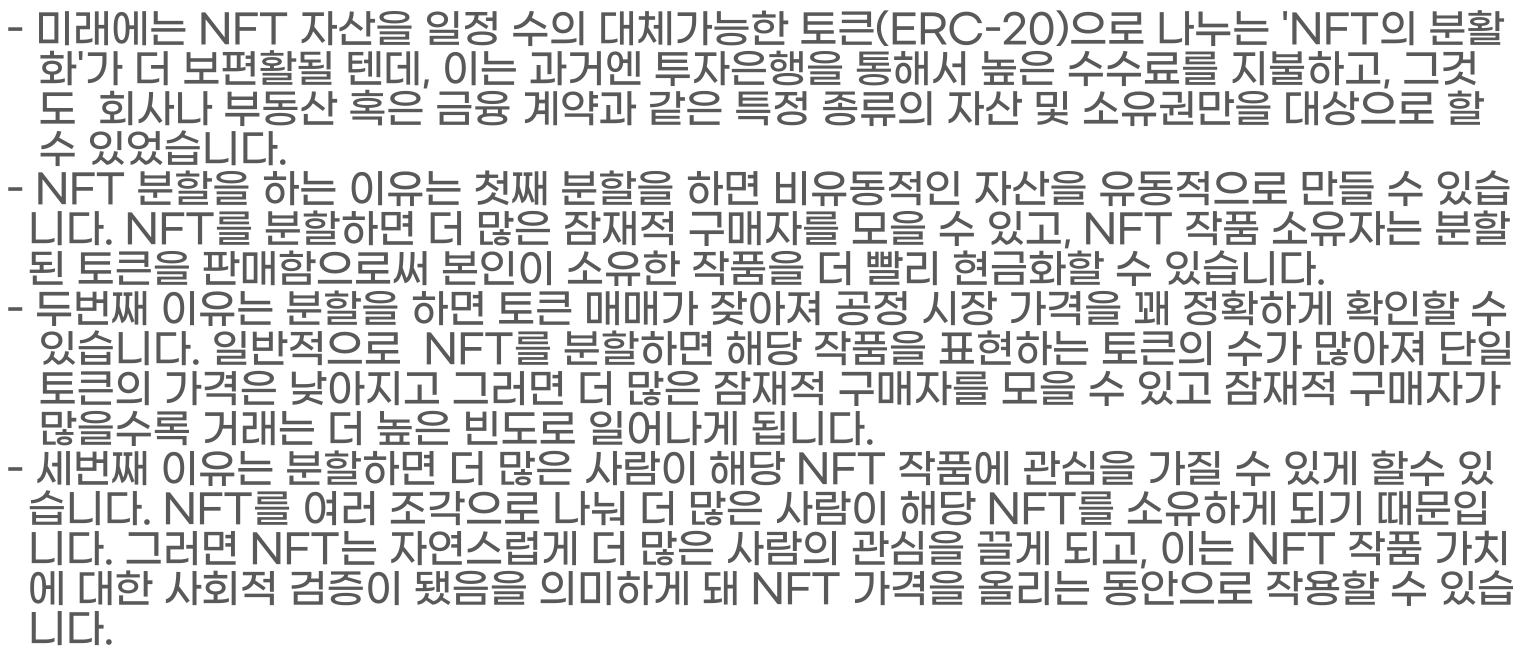 - 미래에는 NFT 자산을 일정 수의 대체가능한 토큰(ERC-20)으로 나누는 'NFT의 분활
화'가 더 보편활될 텐데, 이는 과거엔 투자은행을 통해서 높은 수수료를 지불하고, 그것
도 회사나 부동산 혹은 금융 계약과 같은 특정 종류의 자산 및 소유권만을 대상으로 할
수 있었습니다.
- NFT 분할을 하는 이유는 첫째 분할을 하면 비유동적인 자산을 유동적으로 만들 수 있습
니다. NFT를 분할하면 더 많은 잠재적 구매자를 모을 수 있고, NFT 작품 소유자는 분할
된 토큰을 판매함으로써 본인이 소유한 작품을 더 빨리 현금화할 수 있습니다.
- 두번째 이유는 분할을 하면 토큰 매매가 잦아져 공정 시장 가격을 꽤 정확하게 확인할 수
있습니다. 일반적으로 NFT를 분할하면 해당 작품을 표현하는 토큰의 수가 많아져 단일
토큰의 가격은 낮아지고 그러면 더 많은 잠재적 구매자를 모을 수 있고 잠재적 구매자가
많을수록 거래는 더 높은 빈도로 일어나게 됩니다.
- 세번째 이유는 분할하면 더 많은 사람이 해당 NFT 작품에 관심을 가질 수 있게 할수 있
습니다. NFT를 여러 조각으로 나눠 더 많은 사람이 해당 NFT를 소유하게 되기 때문입
니다. 그러면 NFT는 자연스럽게 더 많은 사람의 관심을 끌게 되고, 이는 NFT 작품 가치
에 대한 사회적 검증이 됐음을 의미하게 돼 NFT 가격을 올리는 동안으로 작용할 수 있습
니다.